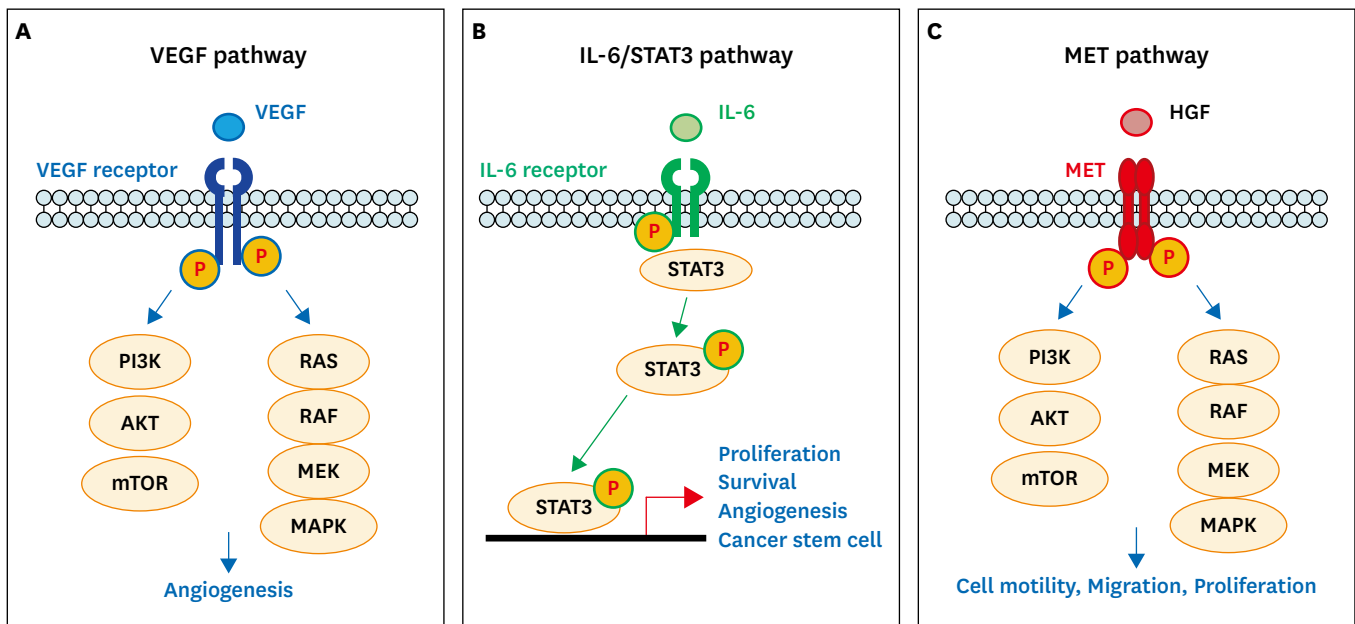 A
VEGF pathway
VEGF
VEGF receptor
P
P
PI3K
AKT
mTOR
RAS
RAF
MEK
MAPK
Angiogenesis
B
IL-6/STAT3 pathway
IL-6
IL-6 receptor
P
STAT3
P
STAT3
P
STAT3
Proliferation
Survival
Angiogenesis
Cancer stem cell
C
MET pathway
HGF
MET
P
P
PI3K
AKT
mTOR
RAS
RAF
MEK
MAPK
Cell motility, Migration, Proliferation